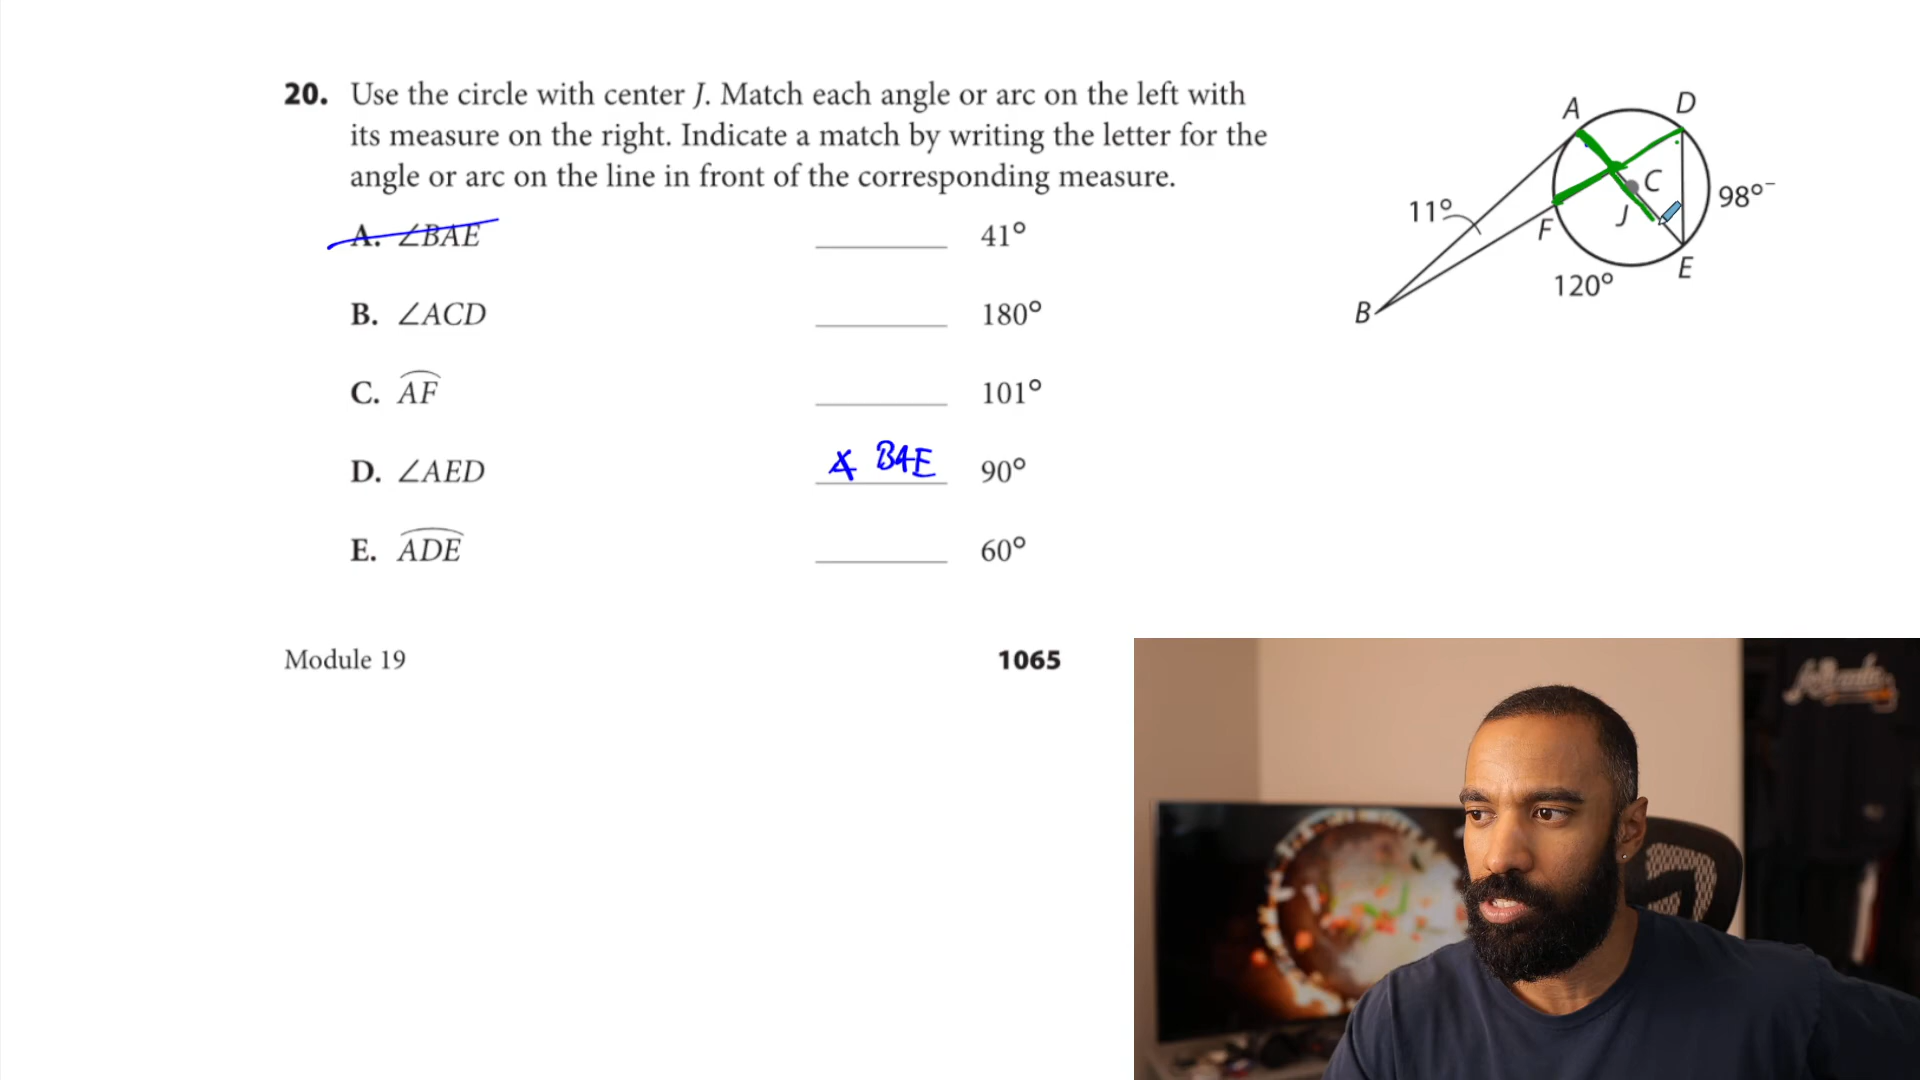 20. Use the circle with center J. Match each angle or arc on the left with
its measure on the right. Indicate a match by writing the letter for the
angle or arc on the line in front of the corresponding measure.
A. ∠BAE 41°
B. ∠ACD 180°
C. AF 101°
D. ∠AED ∡ BAE 90°
E. ADE 60°
Module 19 1065
A
D
C
98°
11°
J
F
E
120°
B